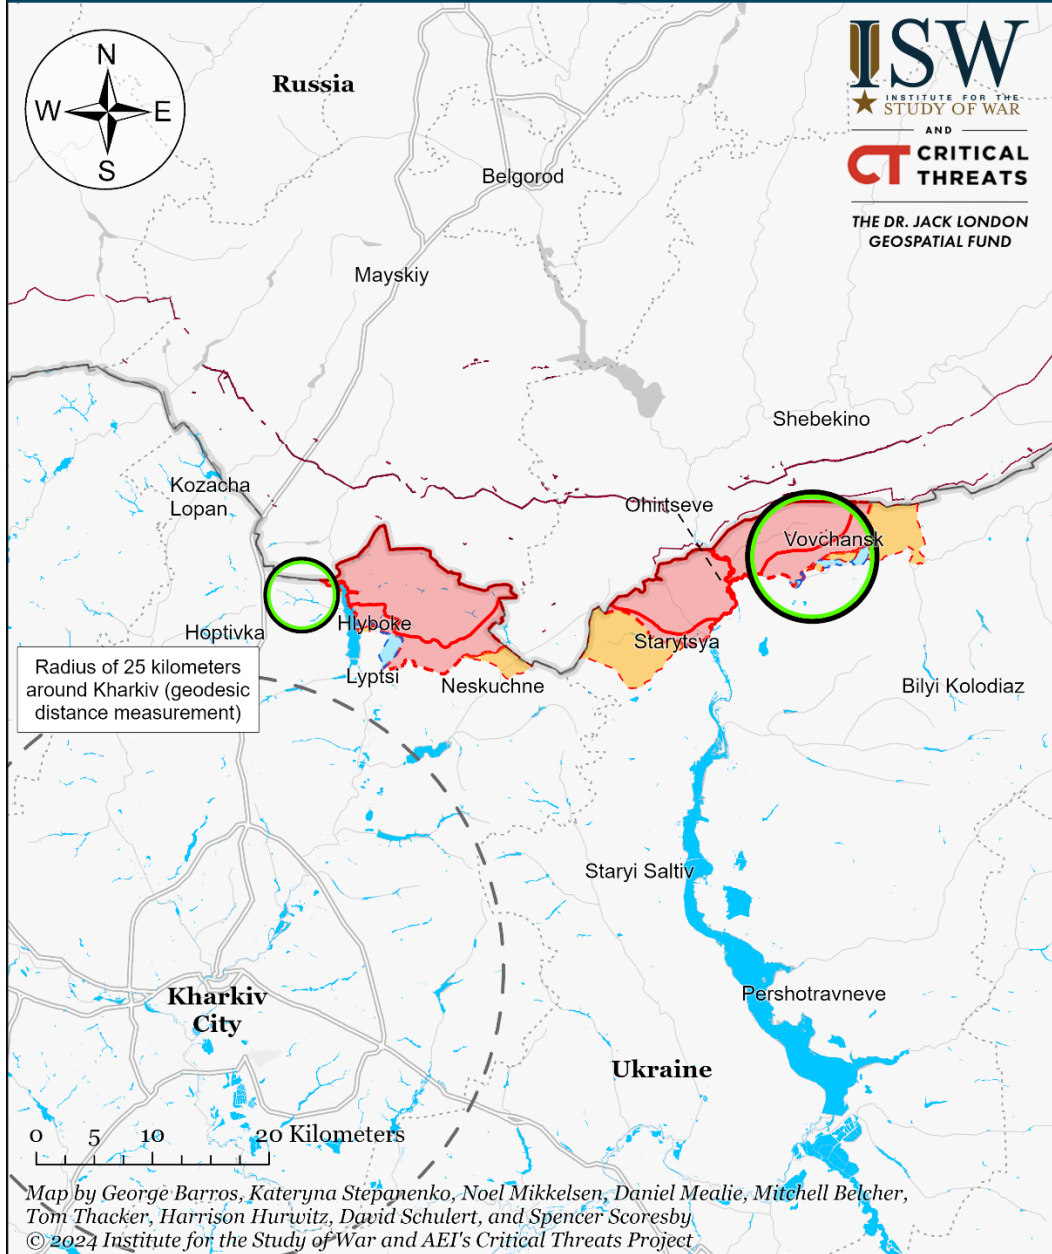 N
W
E
S
Russia
ISW
INSTITUTE FOR THE
STUDY OF WAR
AND
CT CRITICAL
THREATS
THE DR. JACK LONDON
GEOSPATIAL FUND
Belgorod
Mayskiy
Shebekino
Kozacha
Lopan
Ohirtseve
Vovchansk
Hoptivka
Hlyboke
Starytsya
Radius of 25 kilometers
around Kharkiv (geodesic
distance measurement)
Lyptsi
Neskuchne
Bilyi Kolodiaz
Staryi Saltiv
Pershotravneve
Kharkiv
City
Ukraine
0 5 10 20 Kilometers
Map by George Barros, Kateryna Stepanenko, Noel Mikkelsen, Daniel Mealie, Mitchell Belcher,
Tom Thacker, Harrison Hurwitz, David Schulert, and Spencer Scoresby
© 2024 Institute for the Study of War and AEI's Critical Threats Project